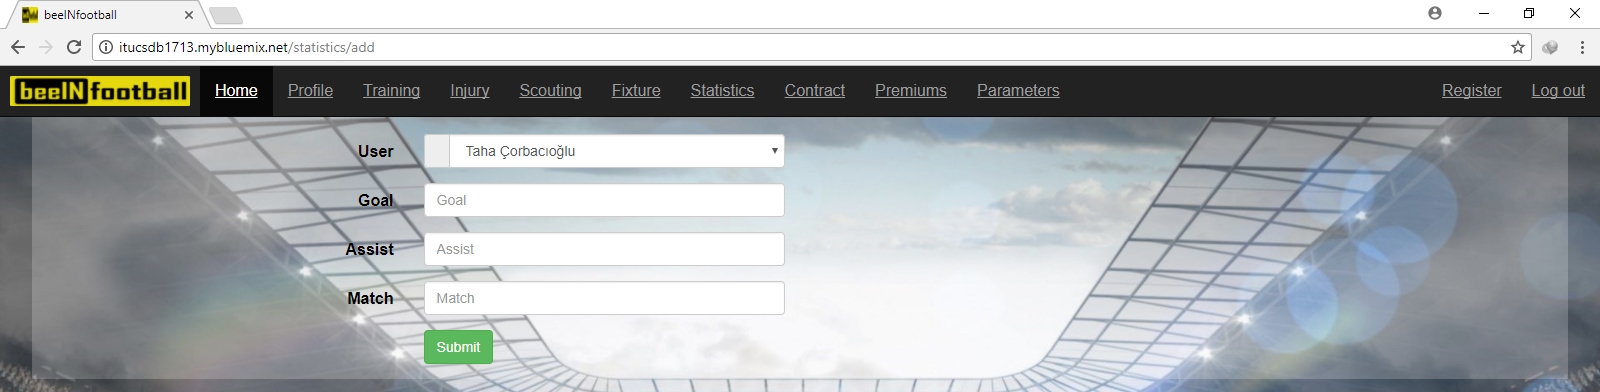 beeINfootball
itucsdb1713.mybluemix.net/statistics/add
beeINfootball Home Profile Training Injury Scouting Fixture Statistics Contract Premiums Parameters Register Log out
User Taha Çorbacıoğlu
Goal Goal
Assist Assist
Match Match
Submit